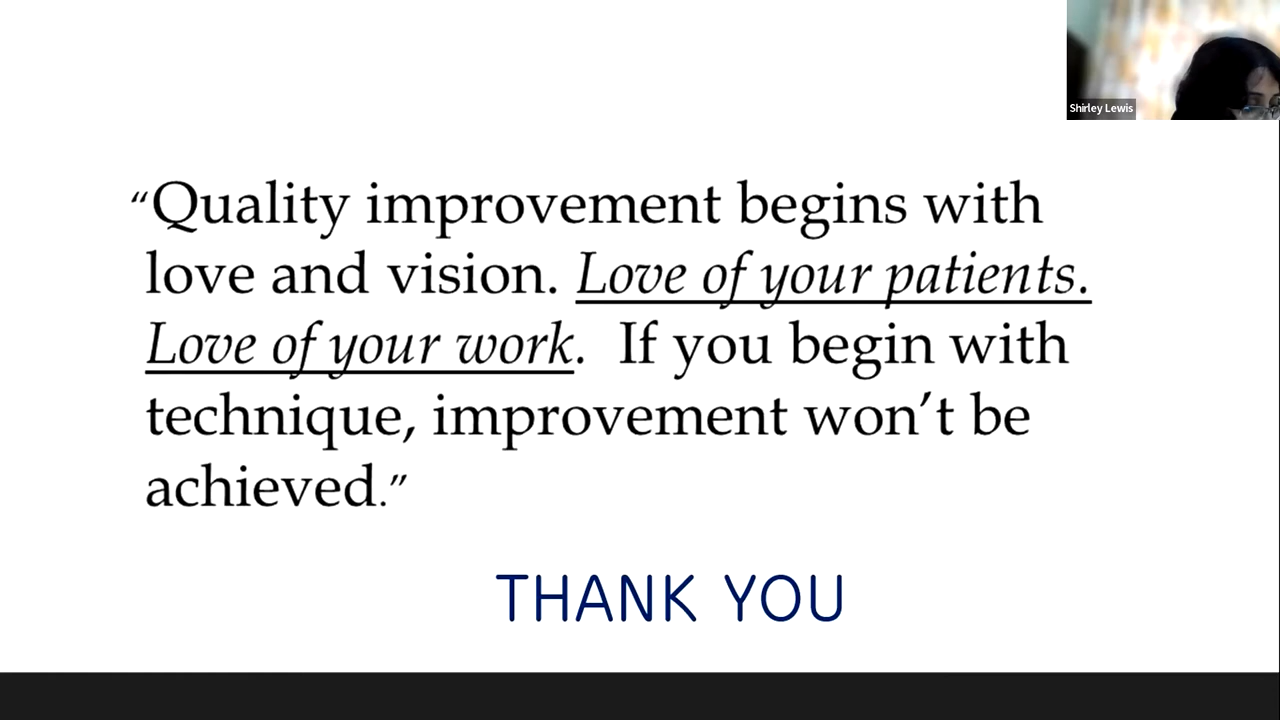 Shirley Lewis
“Quality improvement begins with
love and vision. Love of your patients.
Love of your work.  If you begin with
technique, improvement won’t be
achieved.”
THANK YOU